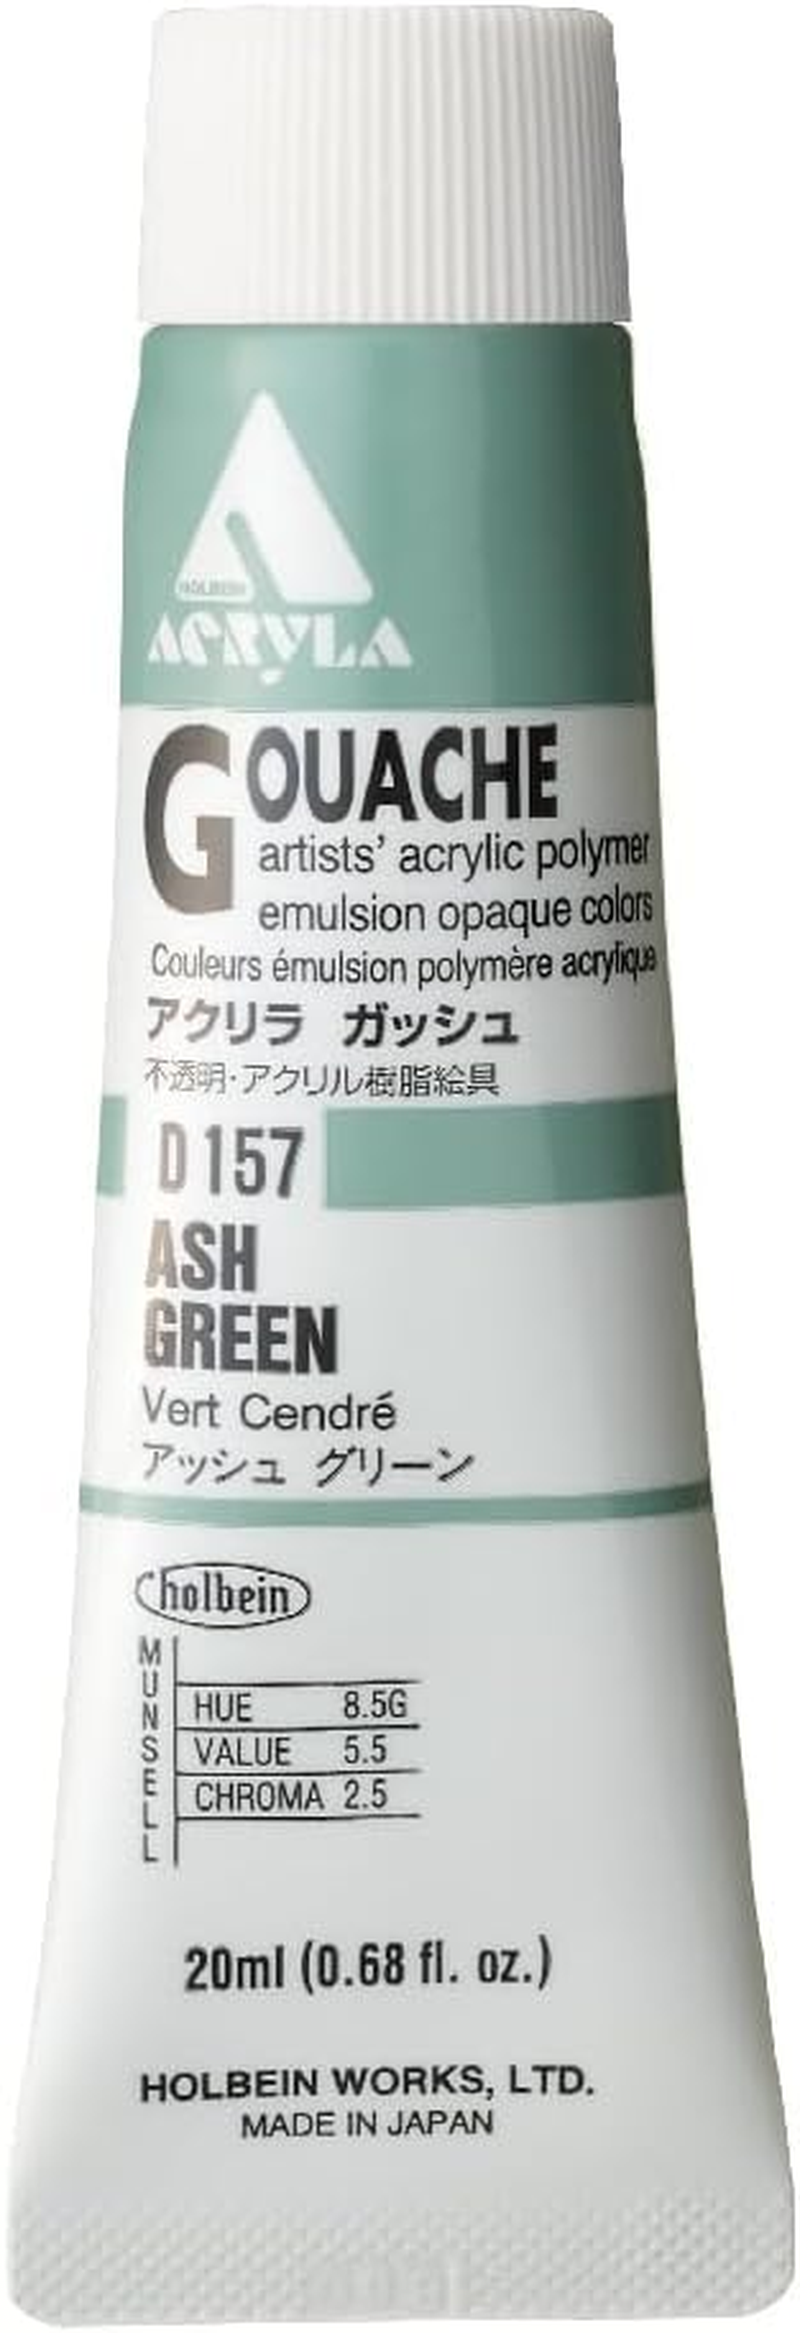 HOLBEIN
ACRYLA
GOUACHE
artists' acrylic polymer
emulsion opaque colors
Couleurs émulsion polymère acrylique
アクリラ ガッシュ
不透明・アクリル樹脂絵具
D157
ASH
GREEN
Vert Cendré
アッシュ グリーン
holbein
MUNSELL
HUE 8.5G
VALUE 5.5
CHROMA 2.5
20ml (0.68 fl. oz.)
HOLBEIN WORKS, LTD.
MADE IN JAPAN